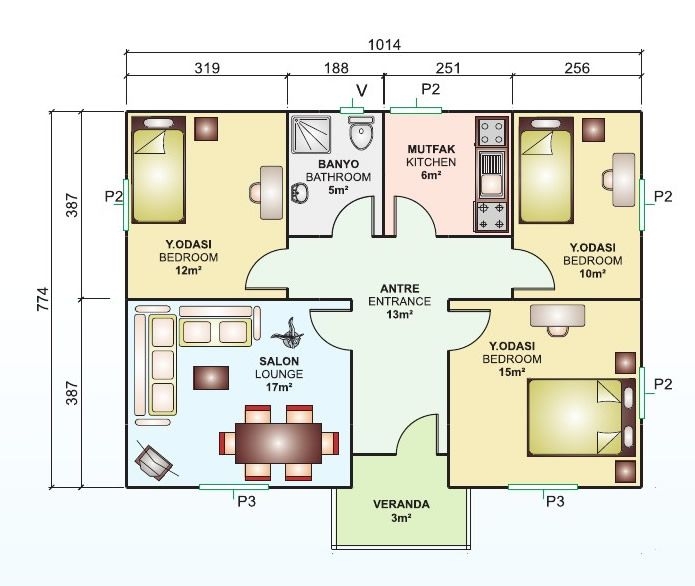 1014
319
188
251
256
V
P2
MUTFAK
KITCHEN
6m²
BANYO
BATHROOM
5m²
P2
387
Y.ODASI
BEDROOM
12m²
P2
Y.ODASI
BEDROOM
10m²
774
ANTRE
ENTRANCE
13m²
387
SALON
LOUNGE
17m²
Y.ODASI
BEDROOM
15m²
P2
P3
VERANDA
3m²
P3